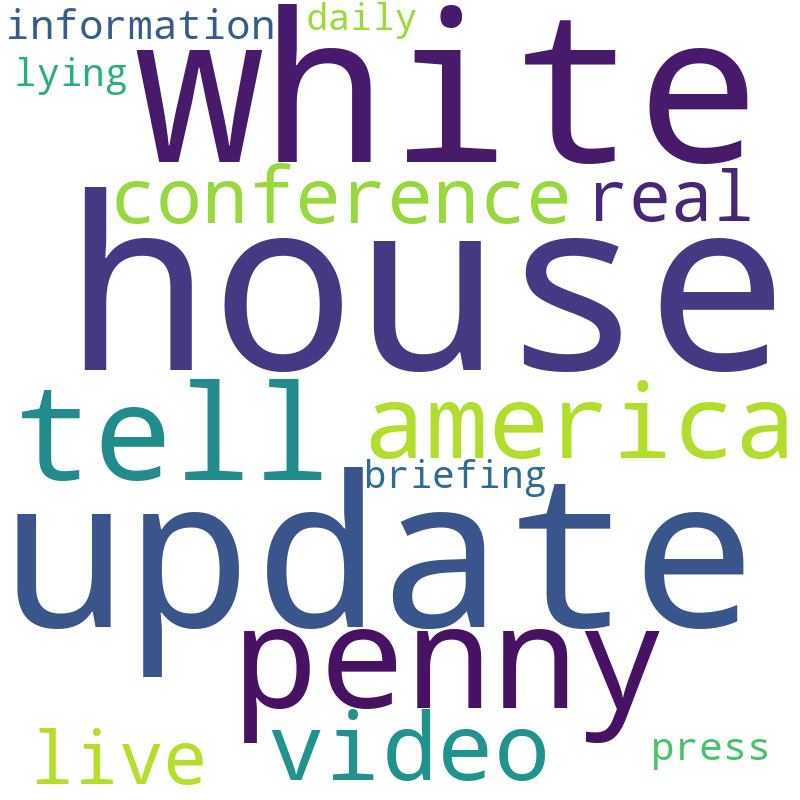 information daily
white
lying
conference real
house
tell america
briefing
update
penny
live video press